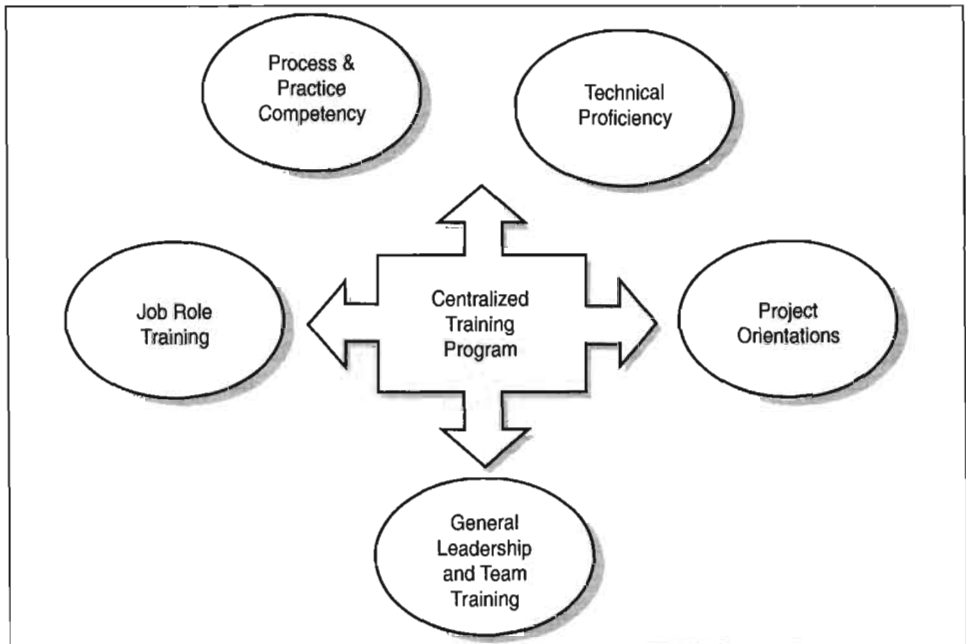 Process &
Practice
Competency
Technical
Proficiency
Job Role
Training
Centralized
Training
Program
Project
Orientations
General
Leadership
and Team
Training